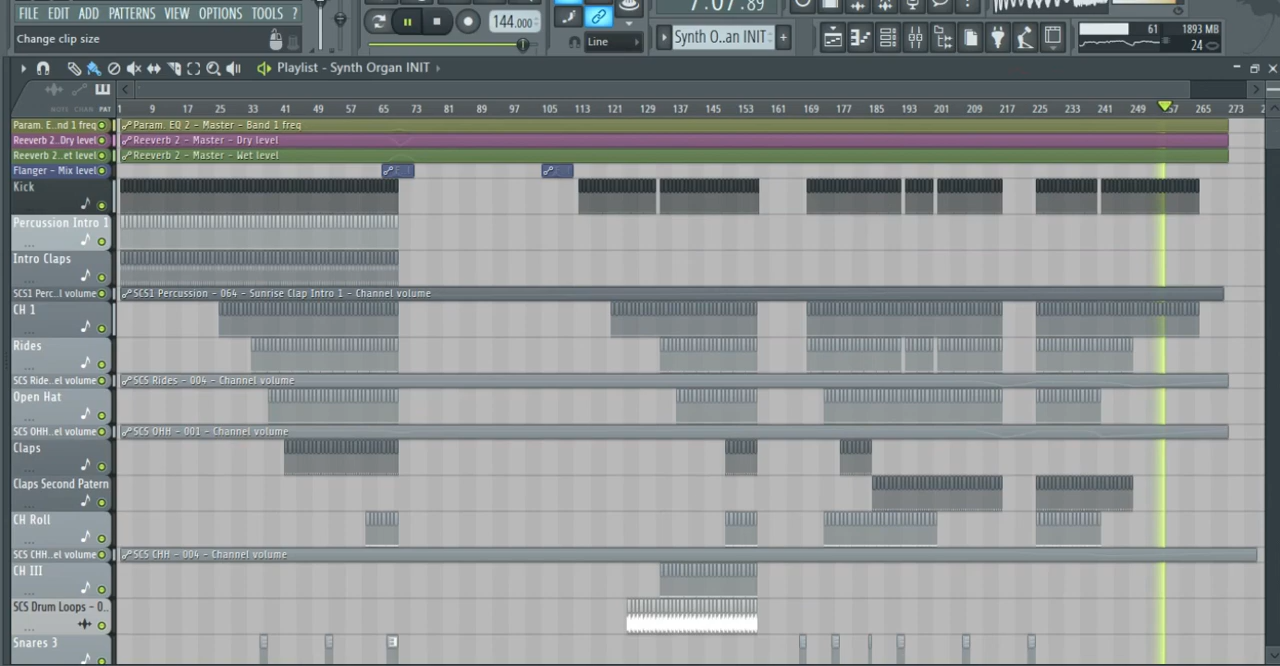 FILE EDIT ADD PATTERNS VIEW OPTIONS TOOLS ?
144.000
7:07.89
Change clip size
Line
Synth O..an INIT
+
61
1893 MB
24
Playlist - Synth Organ INIT
NOTE CHAN PAT
1 9 17 25 33 41 49 57 65 73 81 89 97 105 113 121 129 137 145 153 161 169 177 185 193 201 209 217 225 233 241 249 57 265 273
Param. E..nd 1 freq
Param. EQ 2 - Master - Band 1 freq
Reeverb 2..Dry level
Reeverb 2 - Master - Dry level
Reeverb 2..et level
Reeverb 2 - Master - Wet level
Flanger - Mix level
Kick
Percussion Intro 1
...
Intro Claps
...
SCS1 Perc..l volume
SCS1 Percussion - 064 - Sunrise Clap Intro 1 - Channel volume
CH 1
...
Rides
...
SCS Ride..el volume
SCS Rides - 004 - Channel volume
Open Hat
...
SCS OHH..el volume
SCS OHH - 001 - Channel volume
Claps
...
Claps Second Patern
...
CH Roll
...
SCS CHH..el volume
SCS CHH - 004 - Channel volume
CH III
...
SCS Drum Loops - 0..
...
Snares 3
...